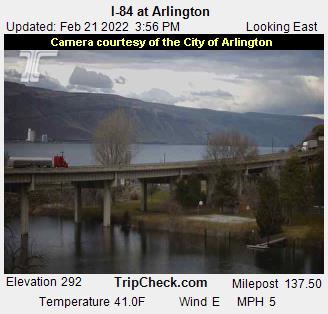 I-84 at Arlington
Updated: Feb 21 2022 3:56 PM Looking East
Camera courtesy of the City of Arlington
Elevation 292 TripCheck.com Milepost 137.50
Temperature 41.0F Wind E MPH 5